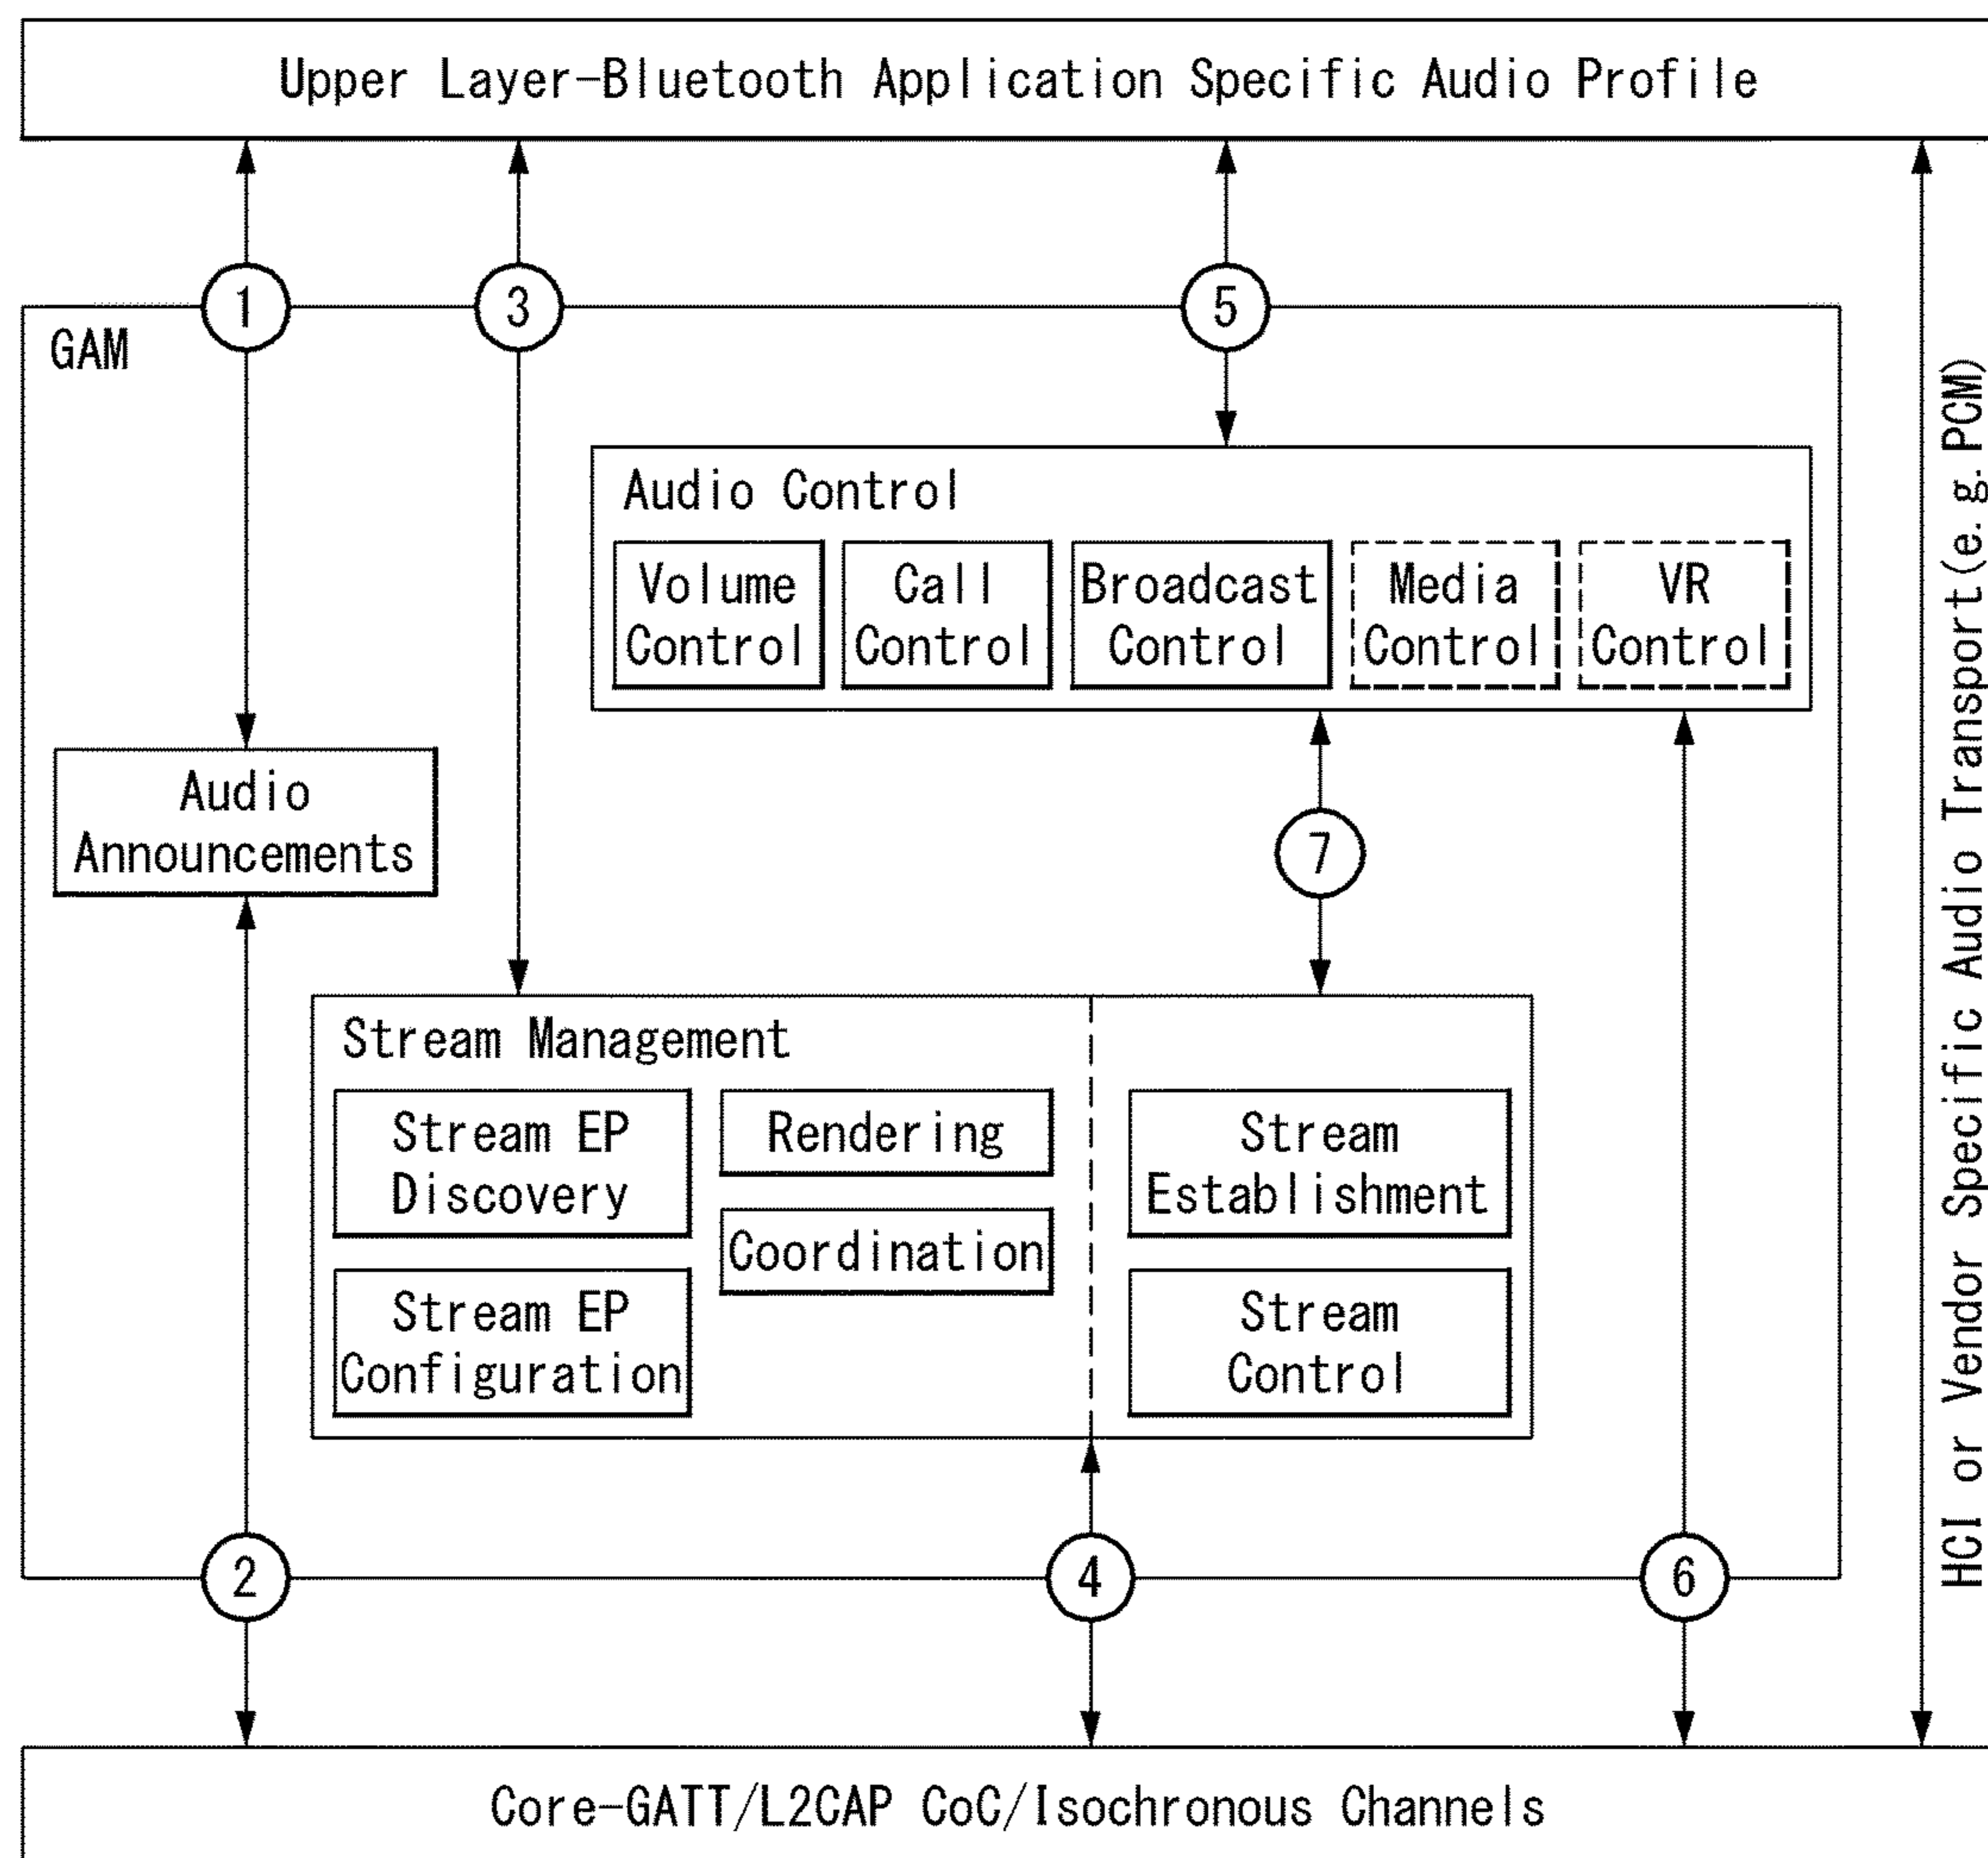 Upper Layer-Bluetooth Application Specific Audio Profile
1
3
5
GAM
Audio Control
Volume
Control
Call
Control
Broadcast
Control
Media
Control
VR
Control
Audio
Announcements
7
Stream Management
Stream EP
Discovery
Rendering
Coordination
Stream EP
Configuration
Stream
Establishment
Stream
Control
2
4
6
HCI or Vendor Specific Audio Transport(e.g. PCM)
Core-GATT/L2CAP CoC/Isochronous Channels